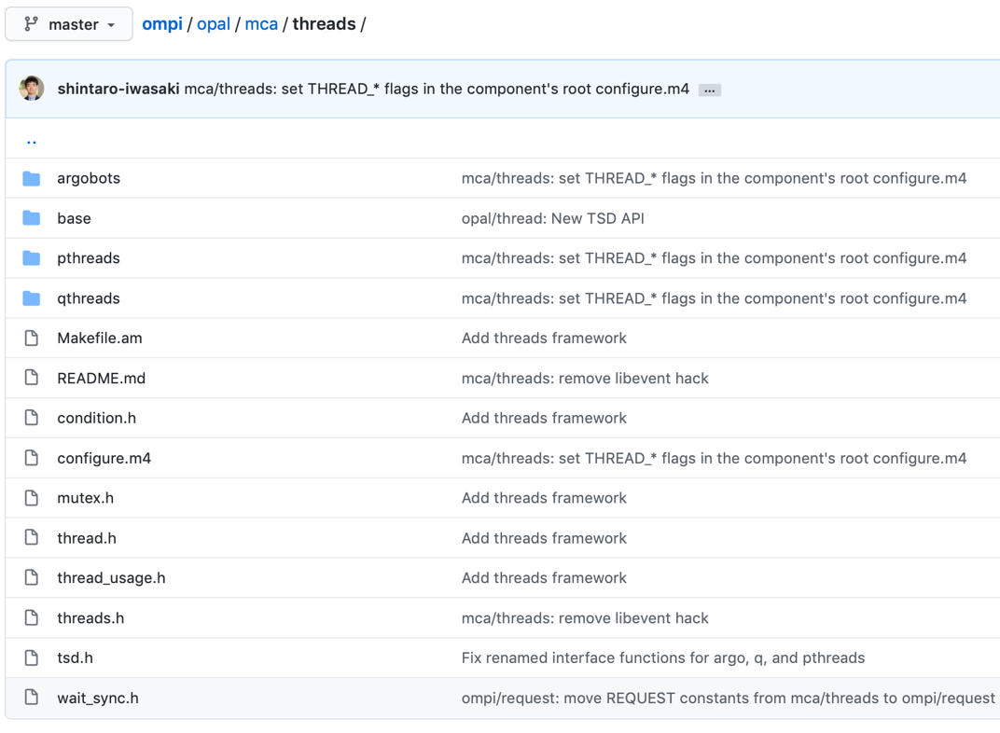 master ompi / opal / mca / threads /
shintaro-iwasaki mca/threads: set THREAD_* flags in the component's root configure.m4 ...
..
argobots mca/threads: set THREAD_* flags in the component's root configure.m4
base opal/thread: New TSD API
pthreads mca/threads: set THREAD_* flags in the component's root configure.m4
qthreads mca/threads: set THREAD_* flags in the component's root configure.m4
Makefile.am Add threads framework
README.md mca/threads: remove libevent hack
condition.h Add threads framework
configure.m4 mca/threads: set THREAD_* flags in the component's root configure.m4
mutex.h Add threads framework
thread.h Add threads framework
thread_usage.h Add threads framework
threads.h mca/threads: remove libevent hack
tsd.h Fix renamed interface functions for argo, q, and pthreads
wait_sync.h ompi/request: move REQUEST constants from mca/threads to ompi/request